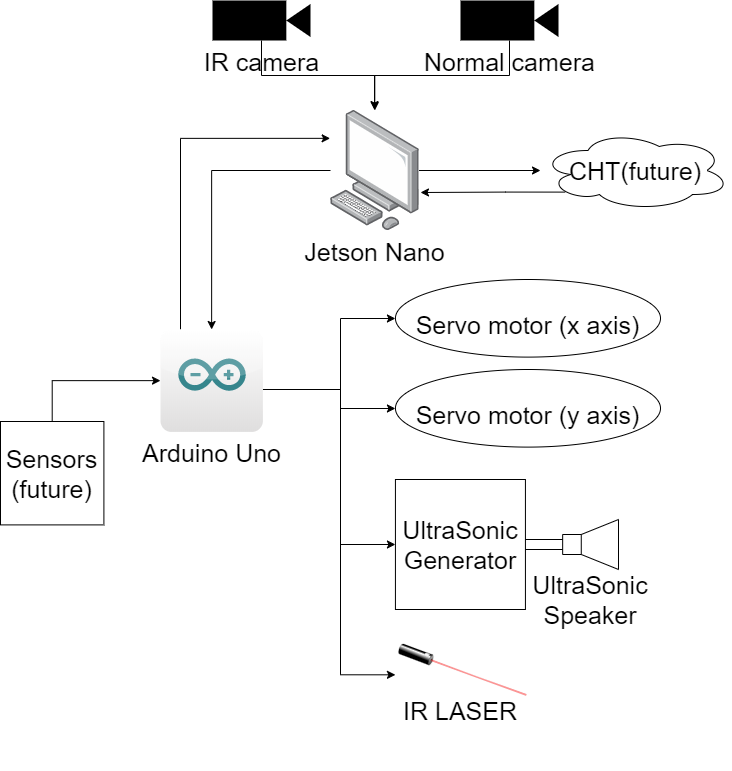 IR camera
Normal camera
CHT(future)
Jetson Nano
Servo motor (x axis)
Servo motor (y axis)
Arduino Uno
Sensors
(future)
UltraSonic
Generator
UltraSonic
Speaker
IR LASER